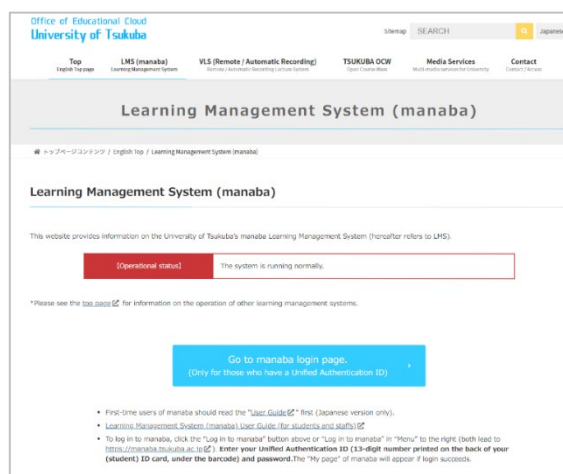 Office of Educational Cloud
University of Tsukuba
Sitemap
SEARCH
Japanese
Top
English Top page
LMS (manaba)
Learning Management System
VLS (Remote / Automatic Recording)
Remote / Automatic Recording Lecture System
TSUKUBA OCW
Open Course Ware
Media Services
Multi-media services for University
Contact
Contact / Access
Learning Management System (manaba)
トップページコンテンツ / English Top / Learning Management System (manaba)
Learning Management System (manaba)
This website provides information on the University of Tsukuba's manaba Learning Management System (hereafter refers to LMS).
[Operational status]
The system is running normally.
*Please see the top page for information on the operation of other learning management systems.
Go to manaba login page.
(Only for those who have a Unified Authentication ID)
• First-time users of manaba should read the "User Guide" first (Japanese version only).
• Learning Management System (manaba) User Guide (for students and staffs)
• To log in to manaba, click the "Log in to manaba" button above or "Log in to manaba" in "Menu" to the right (both lead to
https://manaba.tsukuba.ac.jp). Enter your Unified Authentication ID (13-digit number printed on the back of your
(student) ID card, under the barcode) and password.The "My page" of manaba will appear if login succeeds.